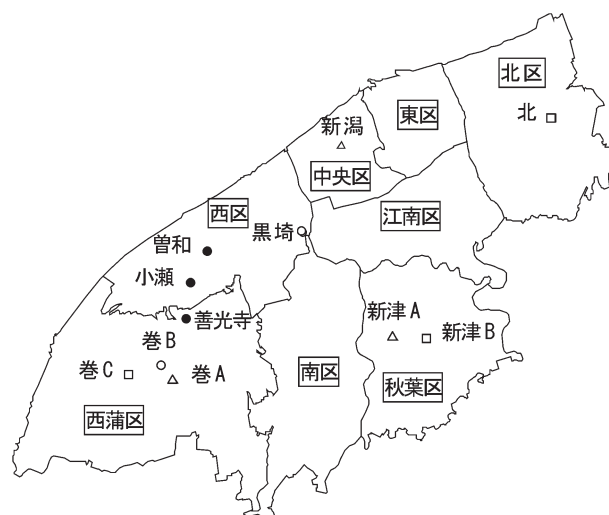 北区
北
東区
新潟
中央区
江南区
西区
黒埼
曽和
小瀬
善光寺
新津A
新津B
巻B
巻C
巻A
南区
秋葉区
西蒲区